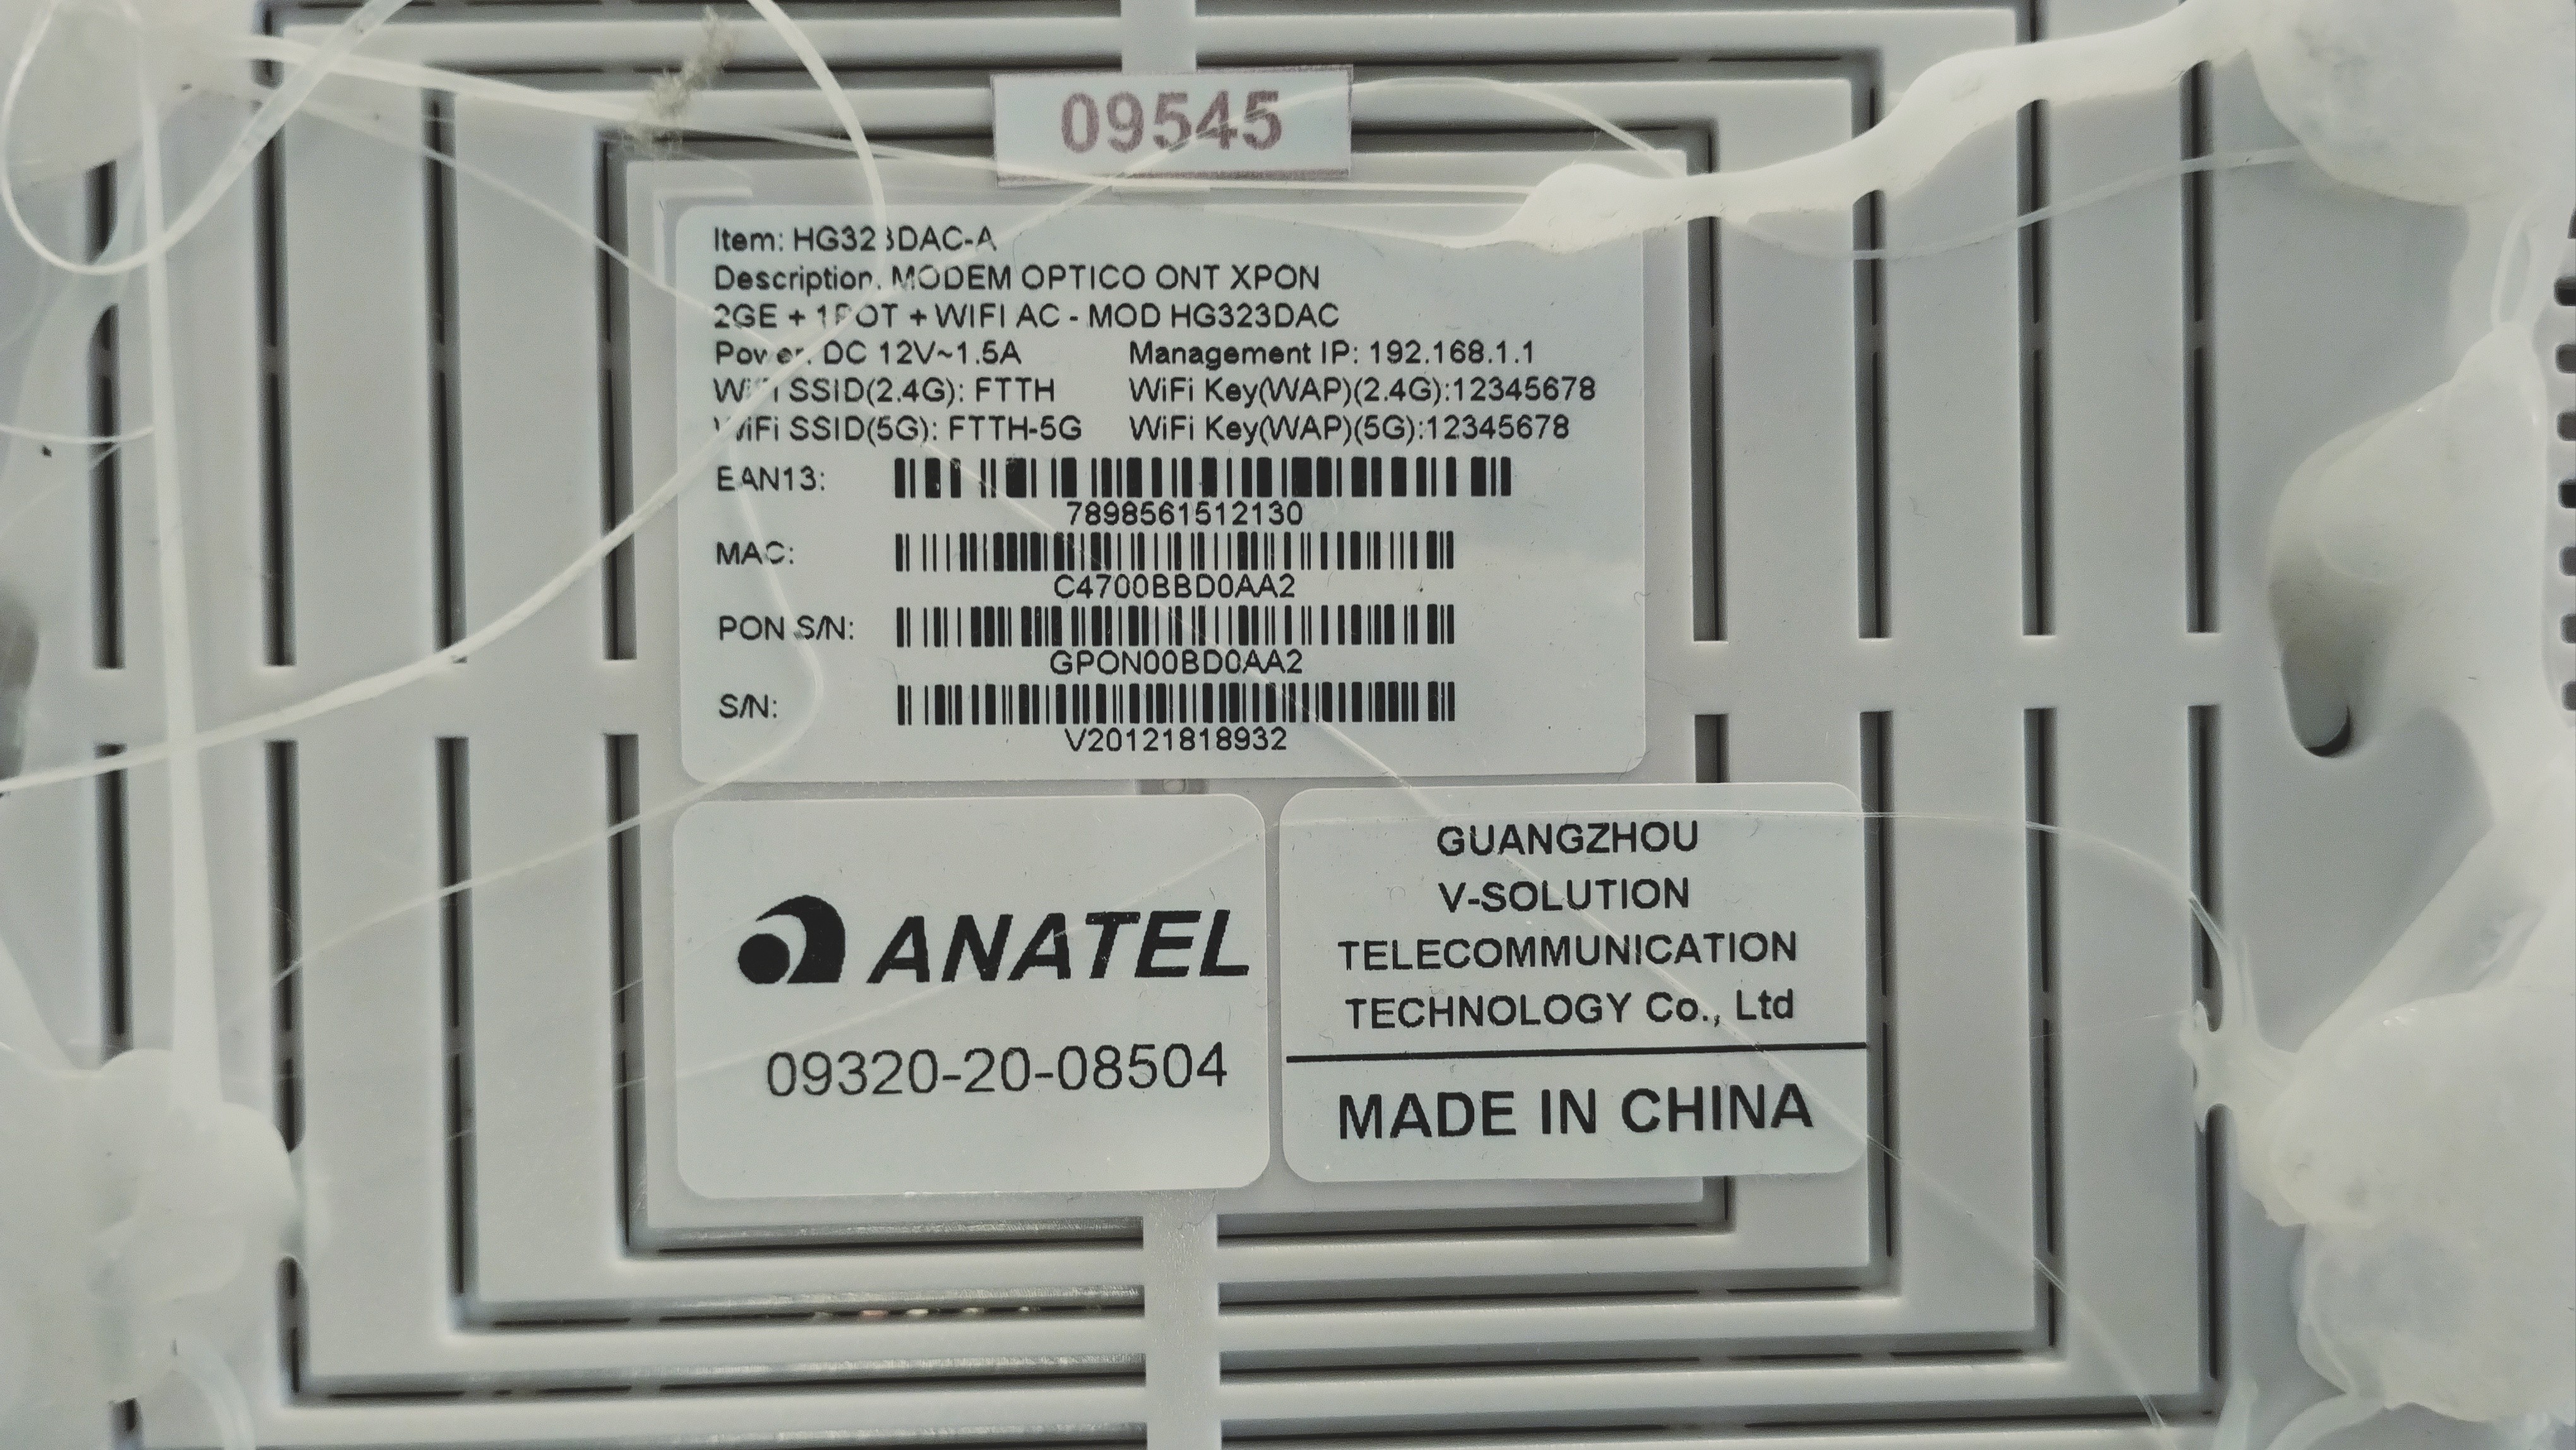 09545
Item: HG323DAC-A
Description: MODEM OPTICO ONT XPON
2GE + 1POT + WIFI AC - MOD HG323DAC
Power: DC 12V~1.5A Management IP: 192.168.1.1
WiFi SSID(2.4G): FTTH WiFi Key(WAP)(2.4G):12345678
WiFi SSID(5G): FTTH-5G WiFi Key(WAP)(5G):12345678
EAN13:
7898561512130
MAC:
C4700BBD0AA2
PON S/N:
GPON00BD0AA2
S/N:
V20121818932
ANATEL
09320-20-08504
GUANGZHOU
V-SOLUTION
TELECOMMUNICATION
TECHNOLOGY Co., Ltd
MADE IN CHINA